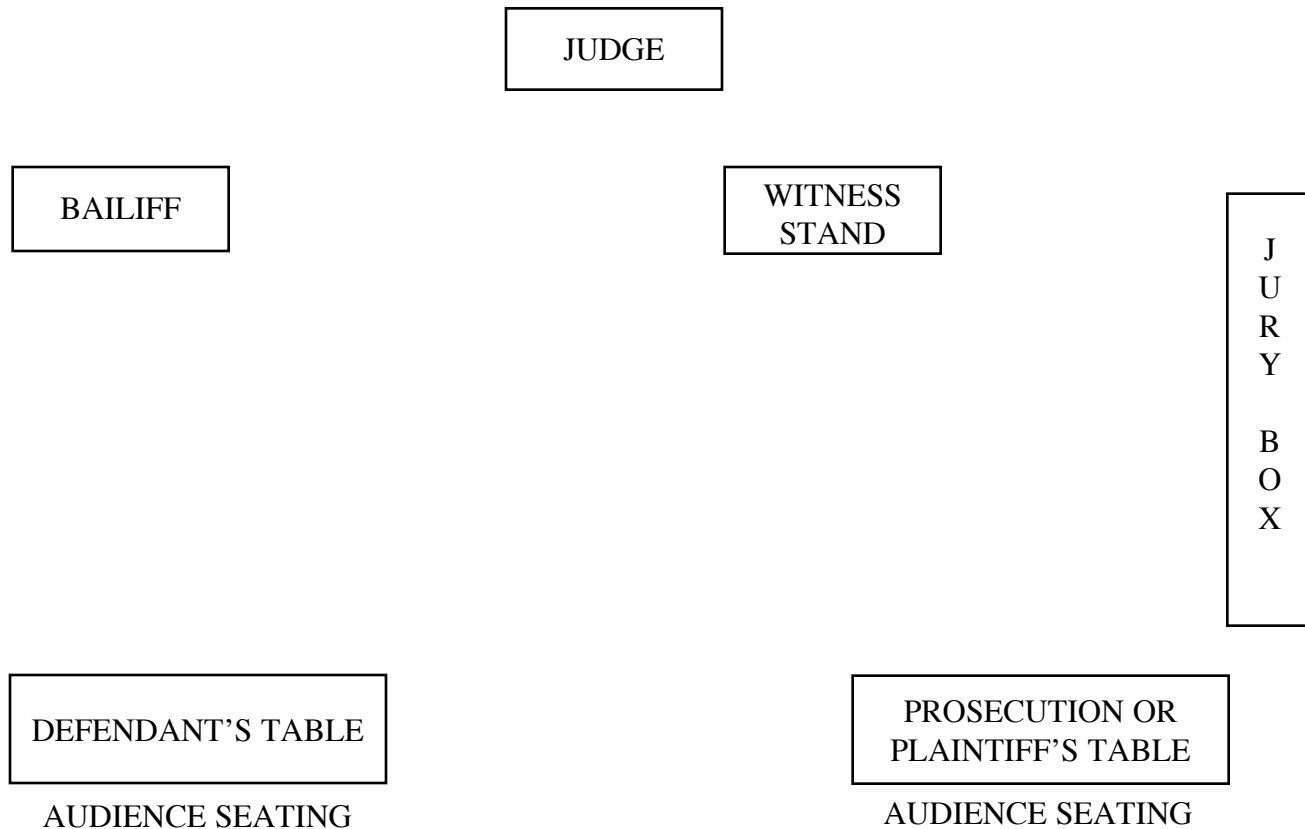 JUDGE
BAILIFF
WITNESS
STAND
J
U
R
Y
B
O
X
DEFENDANT’S TABLE
PROSECUTION OR
PLAINTIFF’S TABLE
AUDIENCE SEATING
AUDIENCE SEATING